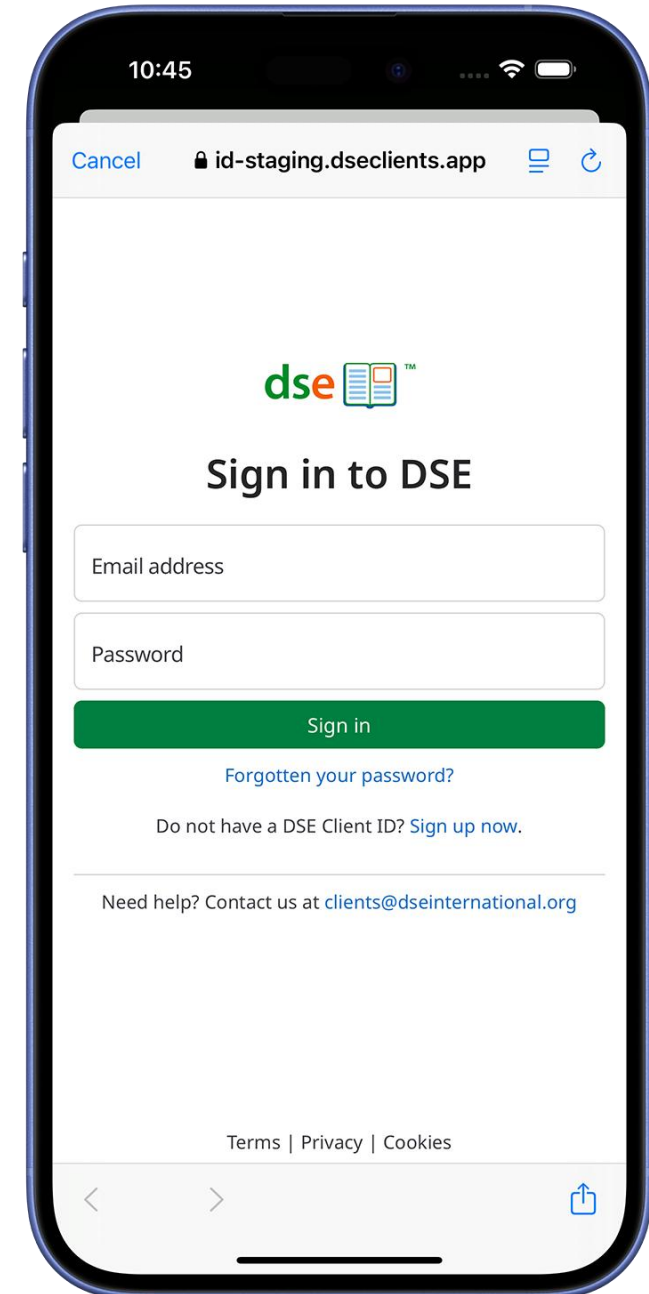 10:45
Cancel id-staging.dseclients.app
dse ™
Sign in to DSE
Email address
Password
Sign in
Forgotten your password?
Do not have a DSE Client ID? Sign up now.
Need help? Contact us at clients@dseinternational.org
Terms | Privacy | Cookies